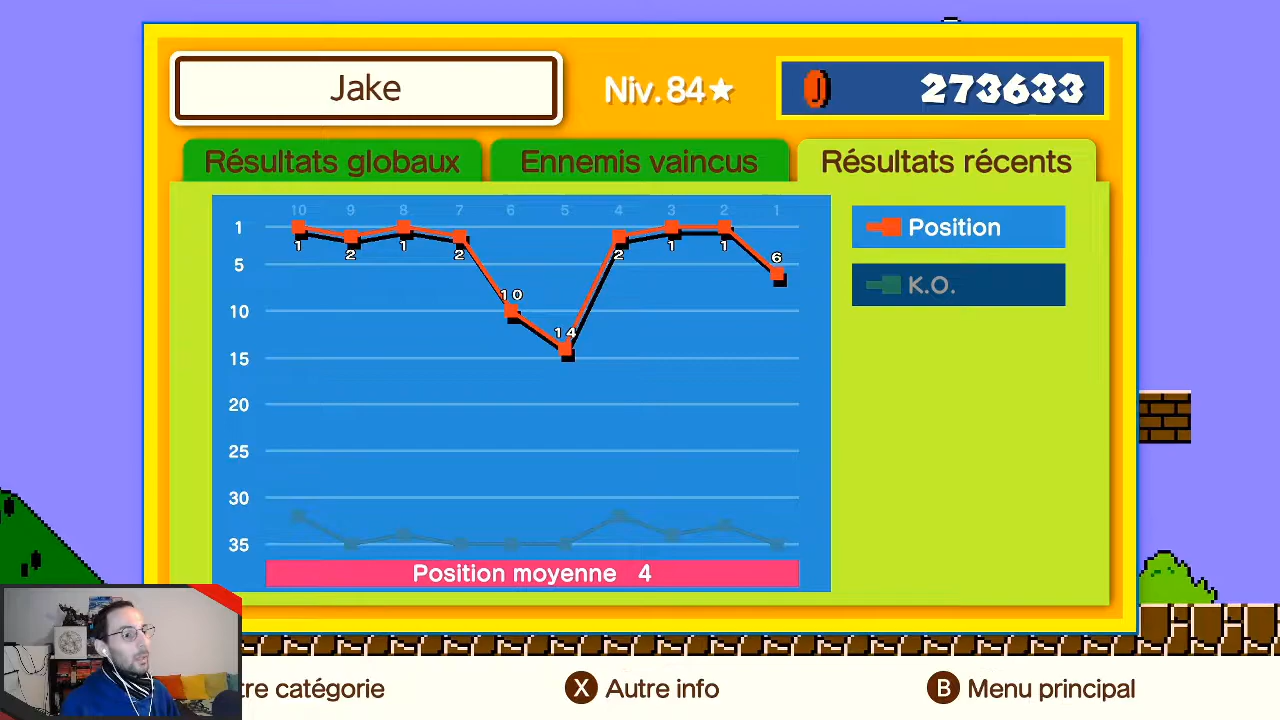 Jake
Niv. 84★
273633
Résultats globaux
Ennemis vaincus
Résultats récents
10 9 8 7 6 5 4 3 2 1
1
5
10
15
20
25
30
35
1 2 1 2 10 14 2 1 1 6
Position
K.O.
Position moyenne 4
tre catégorie
X Autre info
B Menu principal